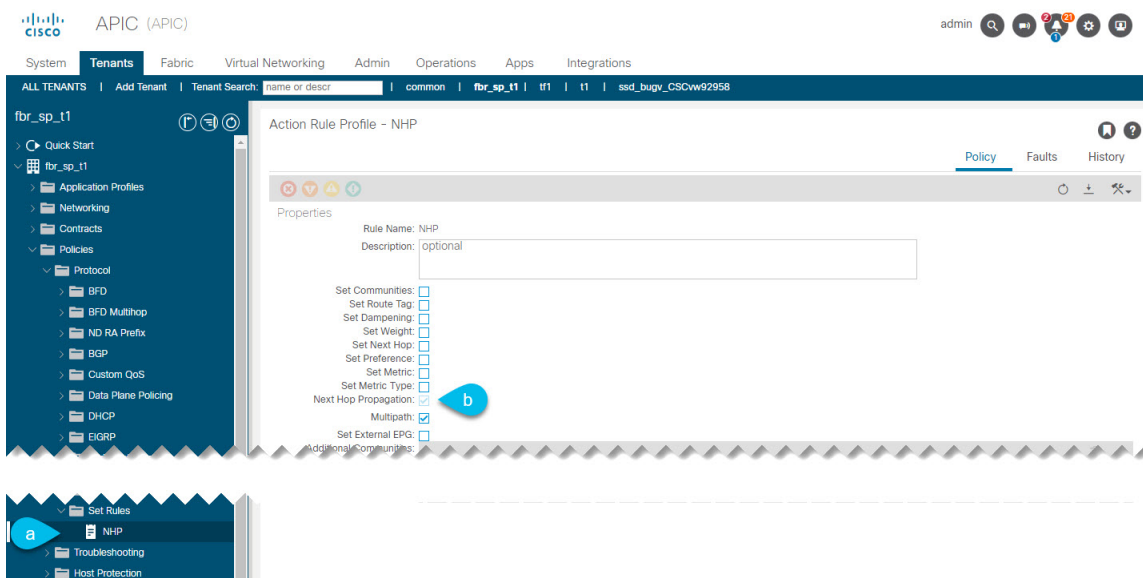 cisco
APIC (APIC)
admin
2
21
1
System Tenants Fabric Virtual Networking Admin Operations Apps Integrations
ALL TENANTS | Add Tenant | Tenant Search: name or descr | common | fbr_sp_t1 | tf1 | t1 | ssd_bugv_CSCvw92958
fbr_sp_t1
Quick Start
fbr_sp_t1
Application Profiles
Networking
Contracts
Policies
Protocol
BFD
BFD Multihop
ND RA Prefix
BGP
Custom QoS
Data Plane Policing
DHCP
EIGRP
Action Rule Profile - NHP
Policy Faults History
Properties
Rule Name: NHP
Description: optional
Set Communities:
Set Route Tag:
Set Dampening:
Set Weight:
Set Next Hop:
Set Preference:
Set Metric:
Set Metric Type:
Next Hop Propagation:
b
Multipath:
Set External EPG:
Additional Communities:
Set Rules
a
NHP
Troubleshooting
Host Protection